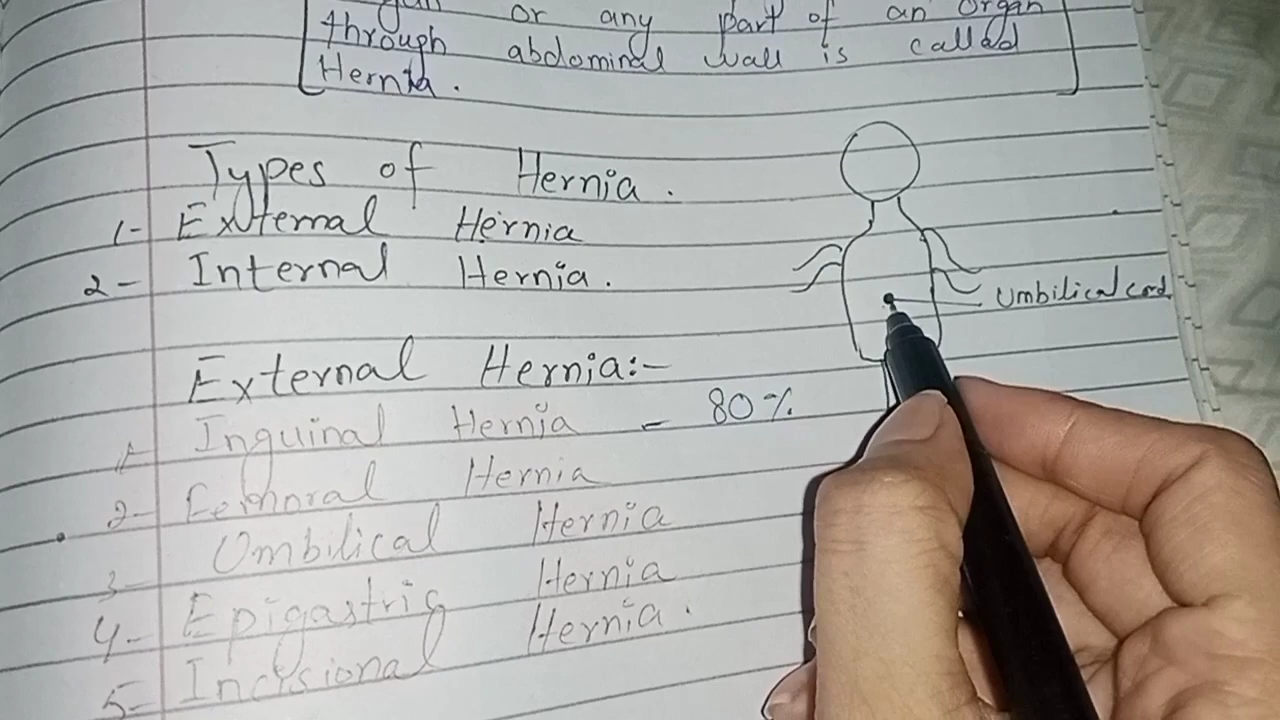 or any part of an organ
through abdominal wall is called
Hernia.
Types of Hernia.
1- External Hernia
2- Internal Hernia.
Umbilical cord
External Hernia:-
1- Inguinal Hernia - 80%
2- Femoral Hernia
3- Umbilical Hernia
4- Epigastric Hernia
5- Incisional Hernia.